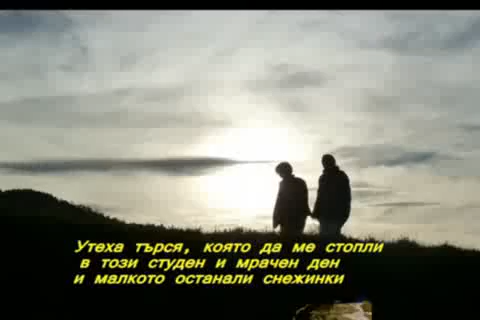 Утеха търся, която да ме стопли
в този студен и мрачен ден
и малкото останали снежинки